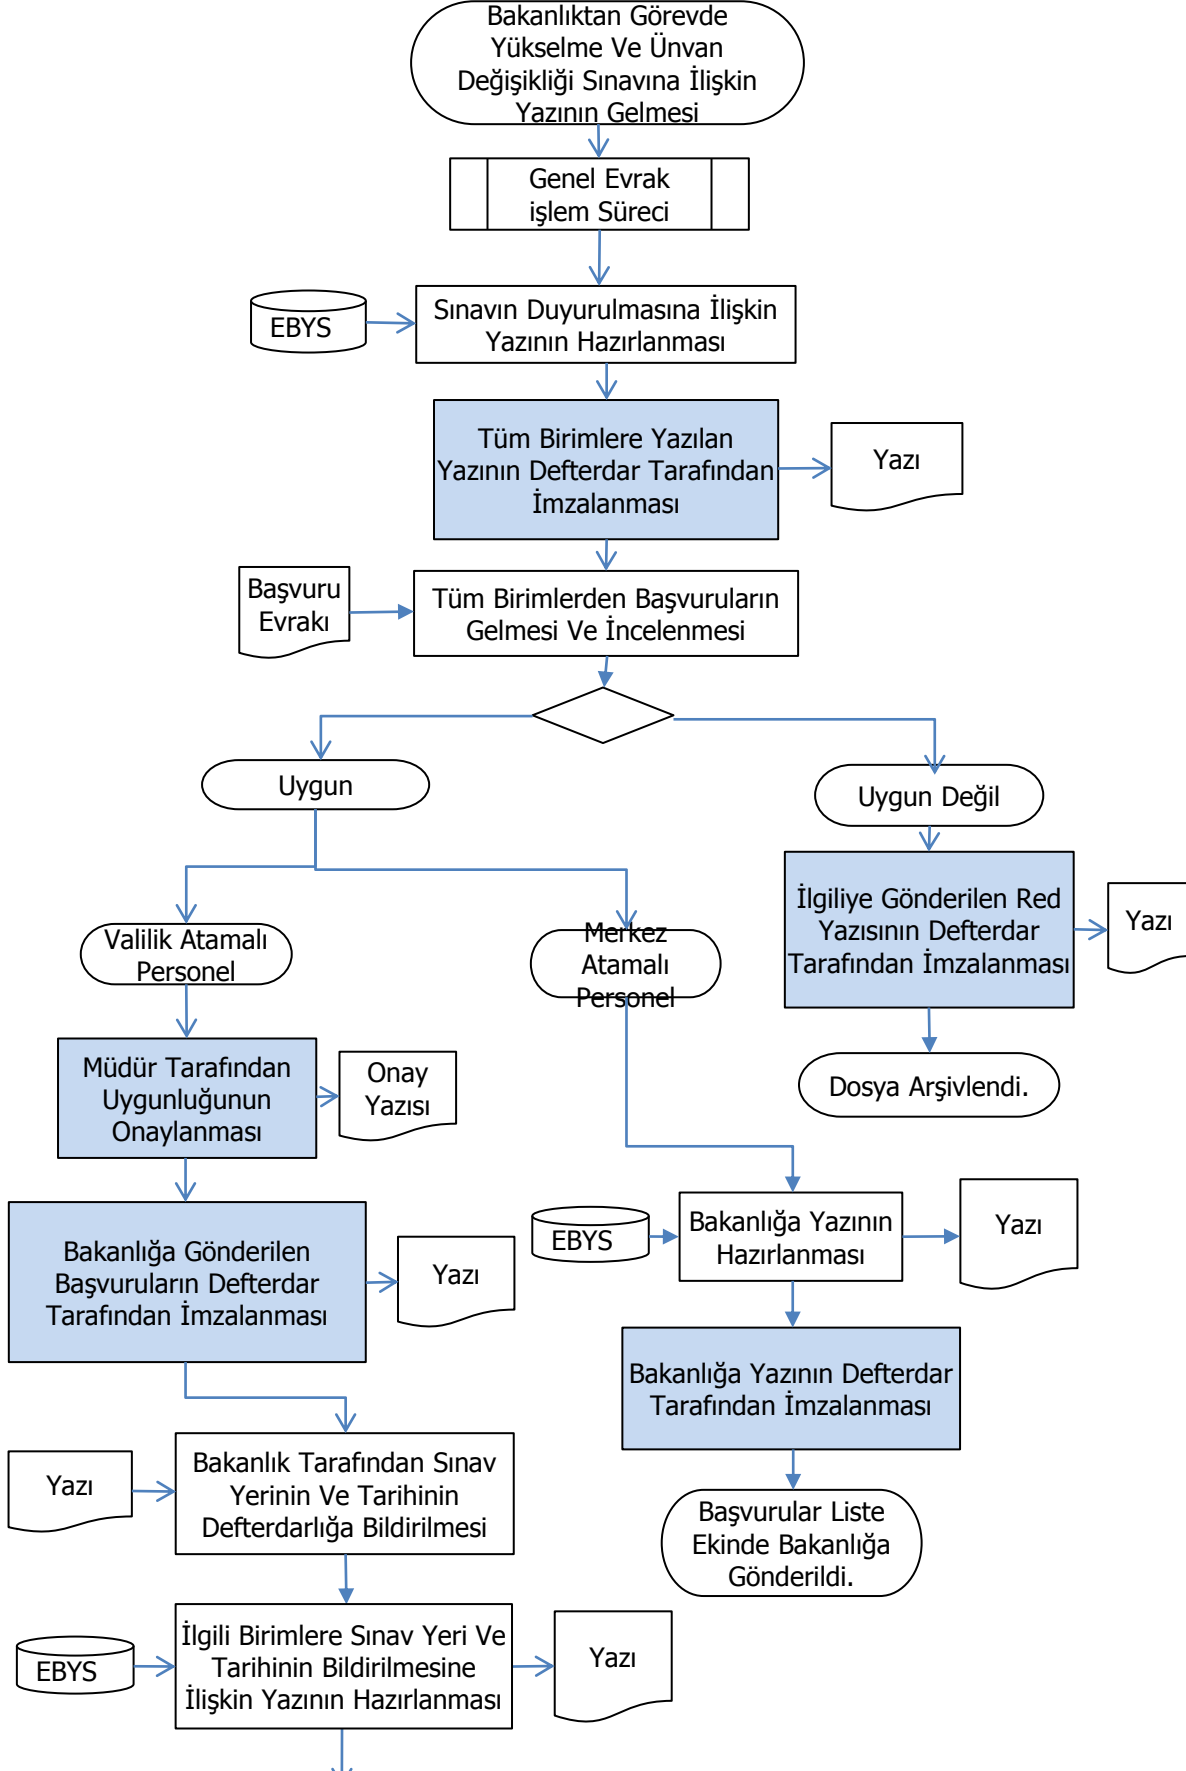 Bakanlıktan Görevde
Yükselme Ve Ünvan
Değişikliği Sınavına İlişkin
Yazının Gelmesi
Genel Evrak
işlem Süreci
EBYS
Sınavın Duyurulmasına İlişkin
Yazının Hazırlanması
Tüm Birimlere Yazılan
Yazının Defterdar Tarafından
İmzalanması
Yazı
Başvuru
Evrakı
Tüm Birimlerden Başvuruların
Gelmesi Ve İncelenmesi
Uygun
Uygun Değil
İlgiliye Gönderilen Red
Yazısının Defterdar
Tarafından İmzalanması
Yazı
Valilik Atamalı
Personel
Merkez
Atamalı
Personel
Müdür Tarafından
Uygunluğunun
Onaylanması
Onay
Yazısı
Dosya Arşivlendi.
Bakanlığa Gönderilen
Başvuruların Defterdar
Tarafından İmzalanması
Yazı
EBYS
Bakanlığa Yazının
Hazırlanması
Yazı
Bakanlığa Yazının Defterdar
Tarafından İmzalanması
Yazı
Bakanlık Tarafından Sınav
Yerinin Ve Tarihinin
Defterdarlığa Bildirilmesi
Başvurular Liste
Ekinde Bakanlığa
Gönderildi.
EBYS
İlgili Birimlere Sınav Yeri Ve
Tarihinin Bildirilmesine
İlişkin Yazının Hazırlanması
Yazı